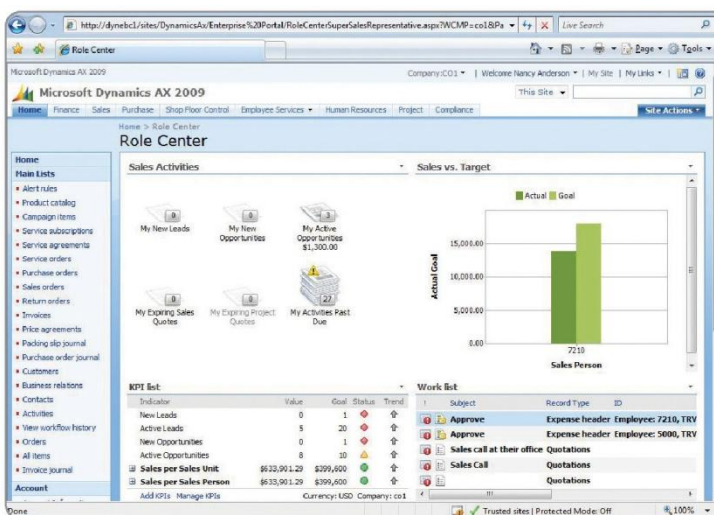 http://dynebc1/sites/DynamicsAx/Enterprise%20Portal/RoleCenterSuperSalesRepresentative.aspx?WCMP=co1&Pa
Live Search
Role Center
Page
Tools
Microsoft Dynamics AX 2009
Company:CO1
Welcome Nancy Anderson
My Site
My Links
Microsoft Dynamics AX 2009
This Site
Home Finance Sales Purchase Shop Floor Control Employee Services Human Resources Project Compliance
Site Actions
Home > Role Center
Role Center
Home
Main Lists
Alert rules
Product catalog
Campaign items
Service subscriptions
Service agreements
Service orders
Purchase orders
Sales orders
Return orders
Invoices
Price agreements
Packing slip journal
Purchase order journal
Customers
Business relations
Contacts
Activities
View workflow history
Orders
All items
Invoice journal
Account
Sales Activities
0
My New Leads
0
My New
Opportunities
3
My Active
Opportunities
$1,300.00
0
My Expiring Sales
Quotes
0
My Expiring Project
Quotes
27
My Activities Past
Due
Sales vs. Target
Actual Goal
Actual Goal
15,000.00
10,000.00
5,000.00
0.00
7210
Sales Person
KPI list
Indicator Value Goal Status Trend
New Leads 0 1
Active Leads 5 20
New Opportunities 0 1
Active Opportunities 8 10
Sales per Sales Unit $633,901.29 $399,600
Sales per Sales Person $633,901.29 $399,600
Add KPIs Manage KPIs Currency: USD Company: co1
Work list
! Subject Record Type ID
Approve Expense header Employee: 7210, TRV
Approve Expense header Employee: 5000, TRV
Sales call at their office Quotations
Sales Call Quotations
Quotations
Done
Trusted sites | Protected Mode: Off
100%